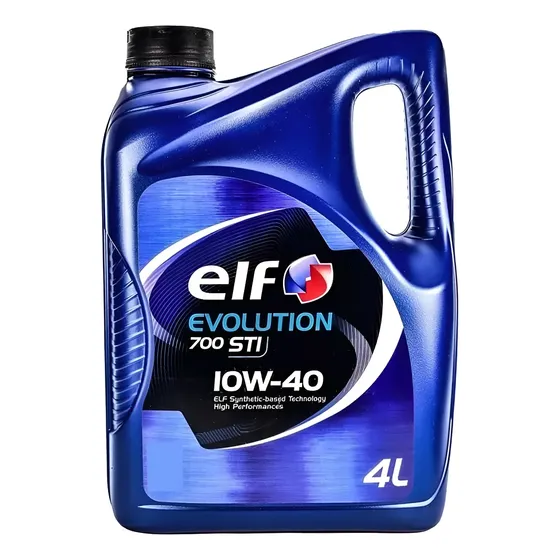 elf
EVOLUTION
700 STI
10W-40
ELF Synthetic-based Technology
High Performances
4L